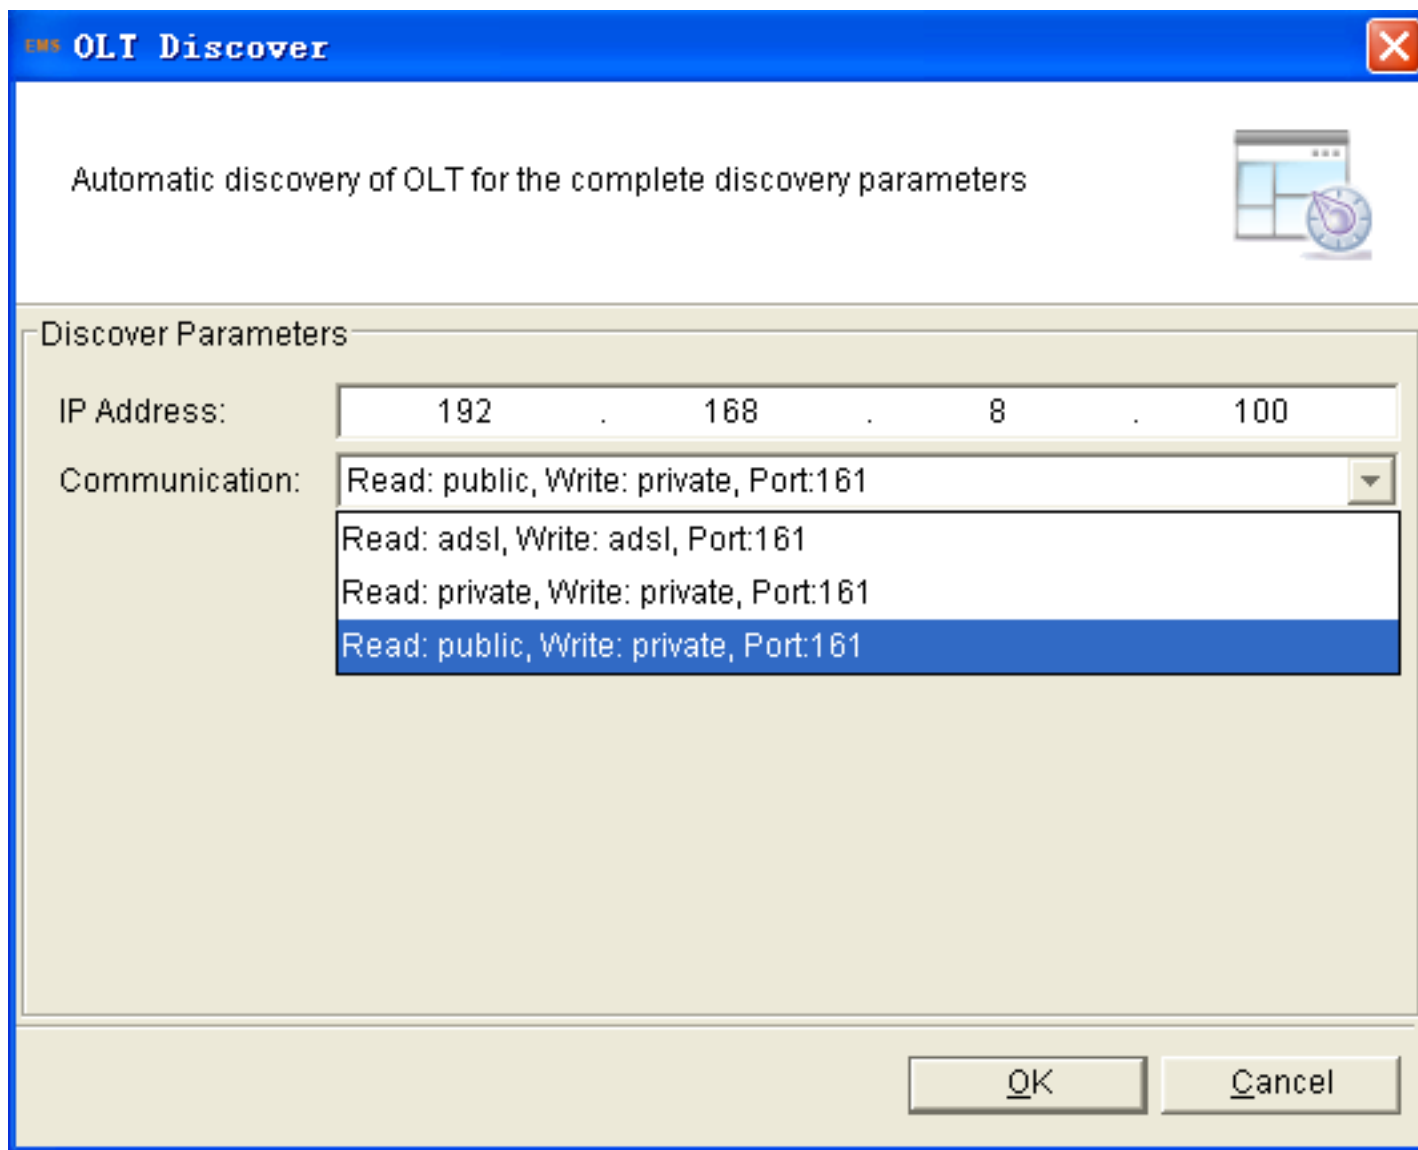 EMS OLT Discover
Automatic discovery of OLT for the complete discovery parameters
Discover Parameters
IP Address: 192 . 168 . 8 . 100
Communication: Read: public, Write: private, Port:161
Read: adsl, Write: adsl, Port:161
Read: private, Write: private, Port:161
Read: public, Write: private, Port:161
OK Cancel